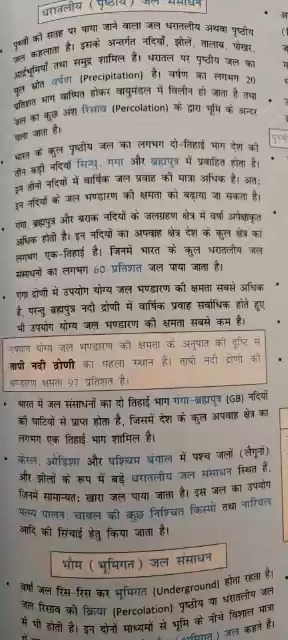 धरातलीय (पृष्ठीय) जल संसाधन
पृथ्वी की सतह पर पाया जाने वाला जल धरातलीय अथवा पृष्ठीय
जल कहलाता है। इसके अन्तर्गत नदियाँ, झीलें, तालाब, पोखर,
आर्द्रभूमियाँ तथा समुद्र शामिल हैं। धरातल पर पृष्ठीय जल का
मूल स्रोत वर्षण (Precipitation) है। वर्षण का लगभग 20
प्रतिशत भाग वाष्पित होकर वायुमंडल में विलीन हो जाता है तथा
जल का कुछ अंश रिसाव (Percolation) के द्वारा भूमि के अन्दर
चला जाता है।
• भारत के कुल पृष्ठीय जल का लगभग दो-तिहाई भाग देश की
तीन बड़ी नदियों सिन्धु, गंगा और ब्रह्मपुत्र में प्रवाहित होता है।
इन तीनों नदियों में वार्षिक जल प्रवाह की मात्रा अधिक है। अतः
इन नदियों के जल भण्डारण की क्षमता को बढ़ाया जा सकता है।
गंगा, ब्रह्मपुत्र और बराक नदियों के जलग्रहण क्षेत्र में वर्षा अपेक्षाकृत
अधिक होती है। इन नदियों का अपवाह क्षेत्र देश के कुल क्षेत्र का
लगभग एक-तिहाई है। जिनमें भारत के कुल धरातलीय जल
संसाधनों का लगभग 60 प्रतिशत जल पाया जाता है।
• गंगा द्रोणी में उपयोग योग्य जल भण्डारण की क्षमता सबसे अधिक
है, परन्तु ब्रह्मपुत्र नदी द्रोणी में वार्षिक प्रवाह सर्वाधिक होते हुए
भी उपयोग योग्य जल भण्डारण की क्षमता सबसे कम है।
उपयोग योग्य जल भण्डारण की क्षमता के अनुपात की दृष्टि से
तापी नदी द्रोणी का पहला स्थान है। तापी नदी द्रोणी की
भण्डारण क्षमता 97 प्रतिशत है।
• भारत में जल संसाधनों का दो तिहाई भाग गंगा-ब्रह्मपुत्र (GB) नदियों
की घाटियों से प्राप्त होता है, जिसमें देश के कुल अपवाह क्षेत्र का
लगभग एक तिहाई भाग शामिल है।
• केरल, ओडिशा और पश्चिम बंगाल में पश्च जलों (लैगूनों)
और झीलों के रूप में बड़े धरातलीय जल संसाधन स्थित हैं,
जिनमें सामान्यतः खारा जल पाया जाता है। इस जल का उपयोग
मत्स्य पालन, चावल की कुछ निश्चित किस्मों तथा नारियल
आदि की सिंचाई हेतु किया जाता है।
भौम (भूमिगत) जल संसाधन
वर्षा जल रिस-रिस कर भूमिगत (Underground) होता रहता है।
जल रिसाव की क्रिया (Percolation) पृष्ठीय या धरातलीय जल
से भी होती है। इन दोनों माध्यमों से भूमि के नीचे विशाल मात्रा